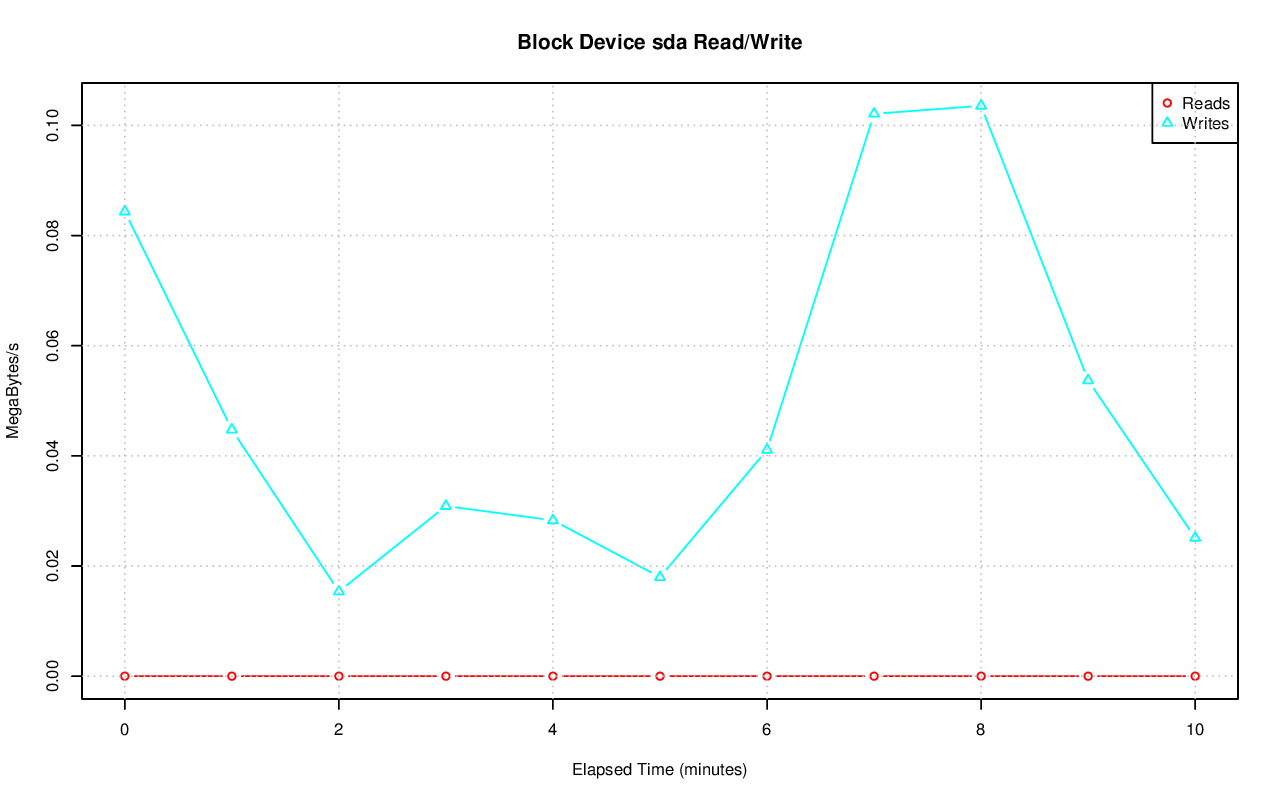 Block Device sda Read/Write
Reads
Writes
MegaBytes/s
0.10
0.08
0.06
0.04
0.02
0.00
0 2 4 6 8 10
Elapsed Time (minutes)